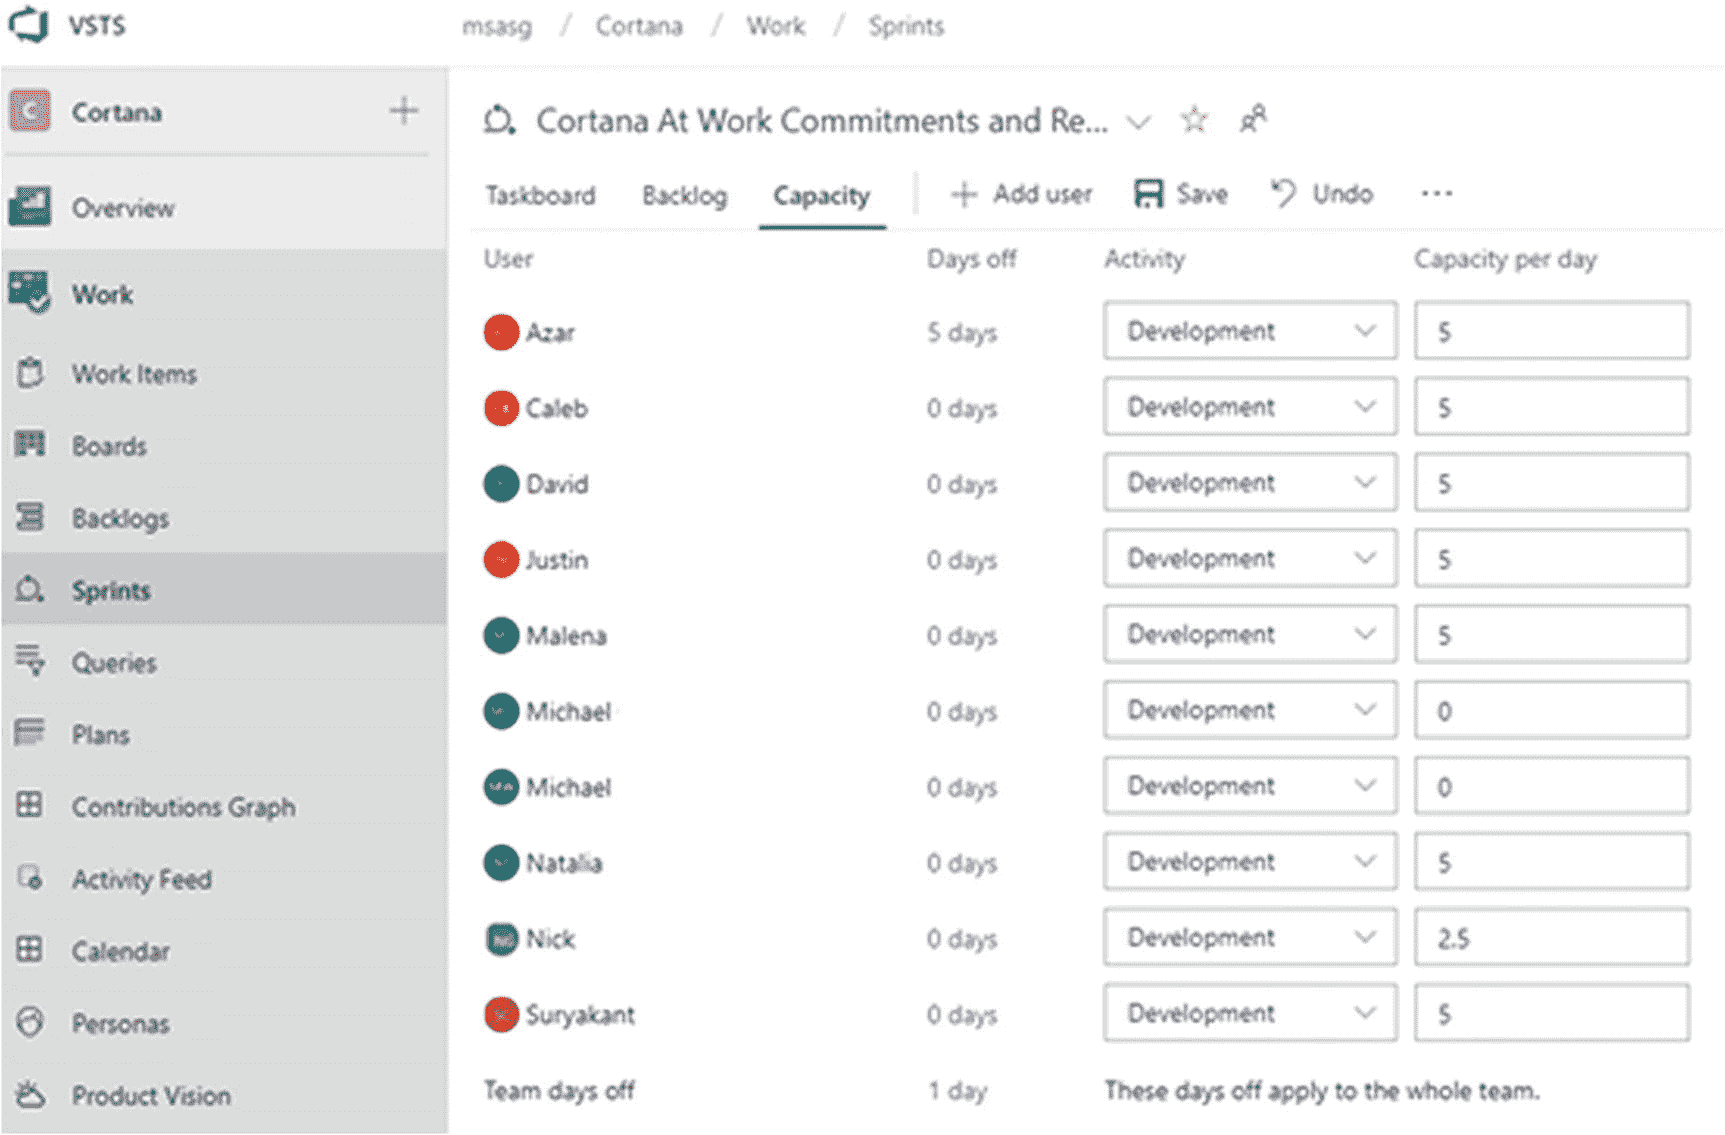 VSTS
msasg / Cortana / Work / Sprints
Cortana
Overview
Work
Work Items
Boards
Backlogs
Sprints
Queries
Plans
Contributions Graph
Activity Feed
Calendar
Personas
Product Vision
Cortana At Work Commitments and Re...
Taskboard Backlog Capacity Add user Save Undo ...
User Days off Activity Capacity per day
Azar 5 days Development 5
Caleb 0 days Development 5
David 0 days Development 5
Justin 0 days Development 5
Malena 0 days Development 5
Michael 0 days Development 0
Michael 0 days Development 0
Natalia 0 days Development 5
Nick 0 days Development 2.5
Suryakant 0 days Development 5
Team days off 1 day These days off apply to the whole team.